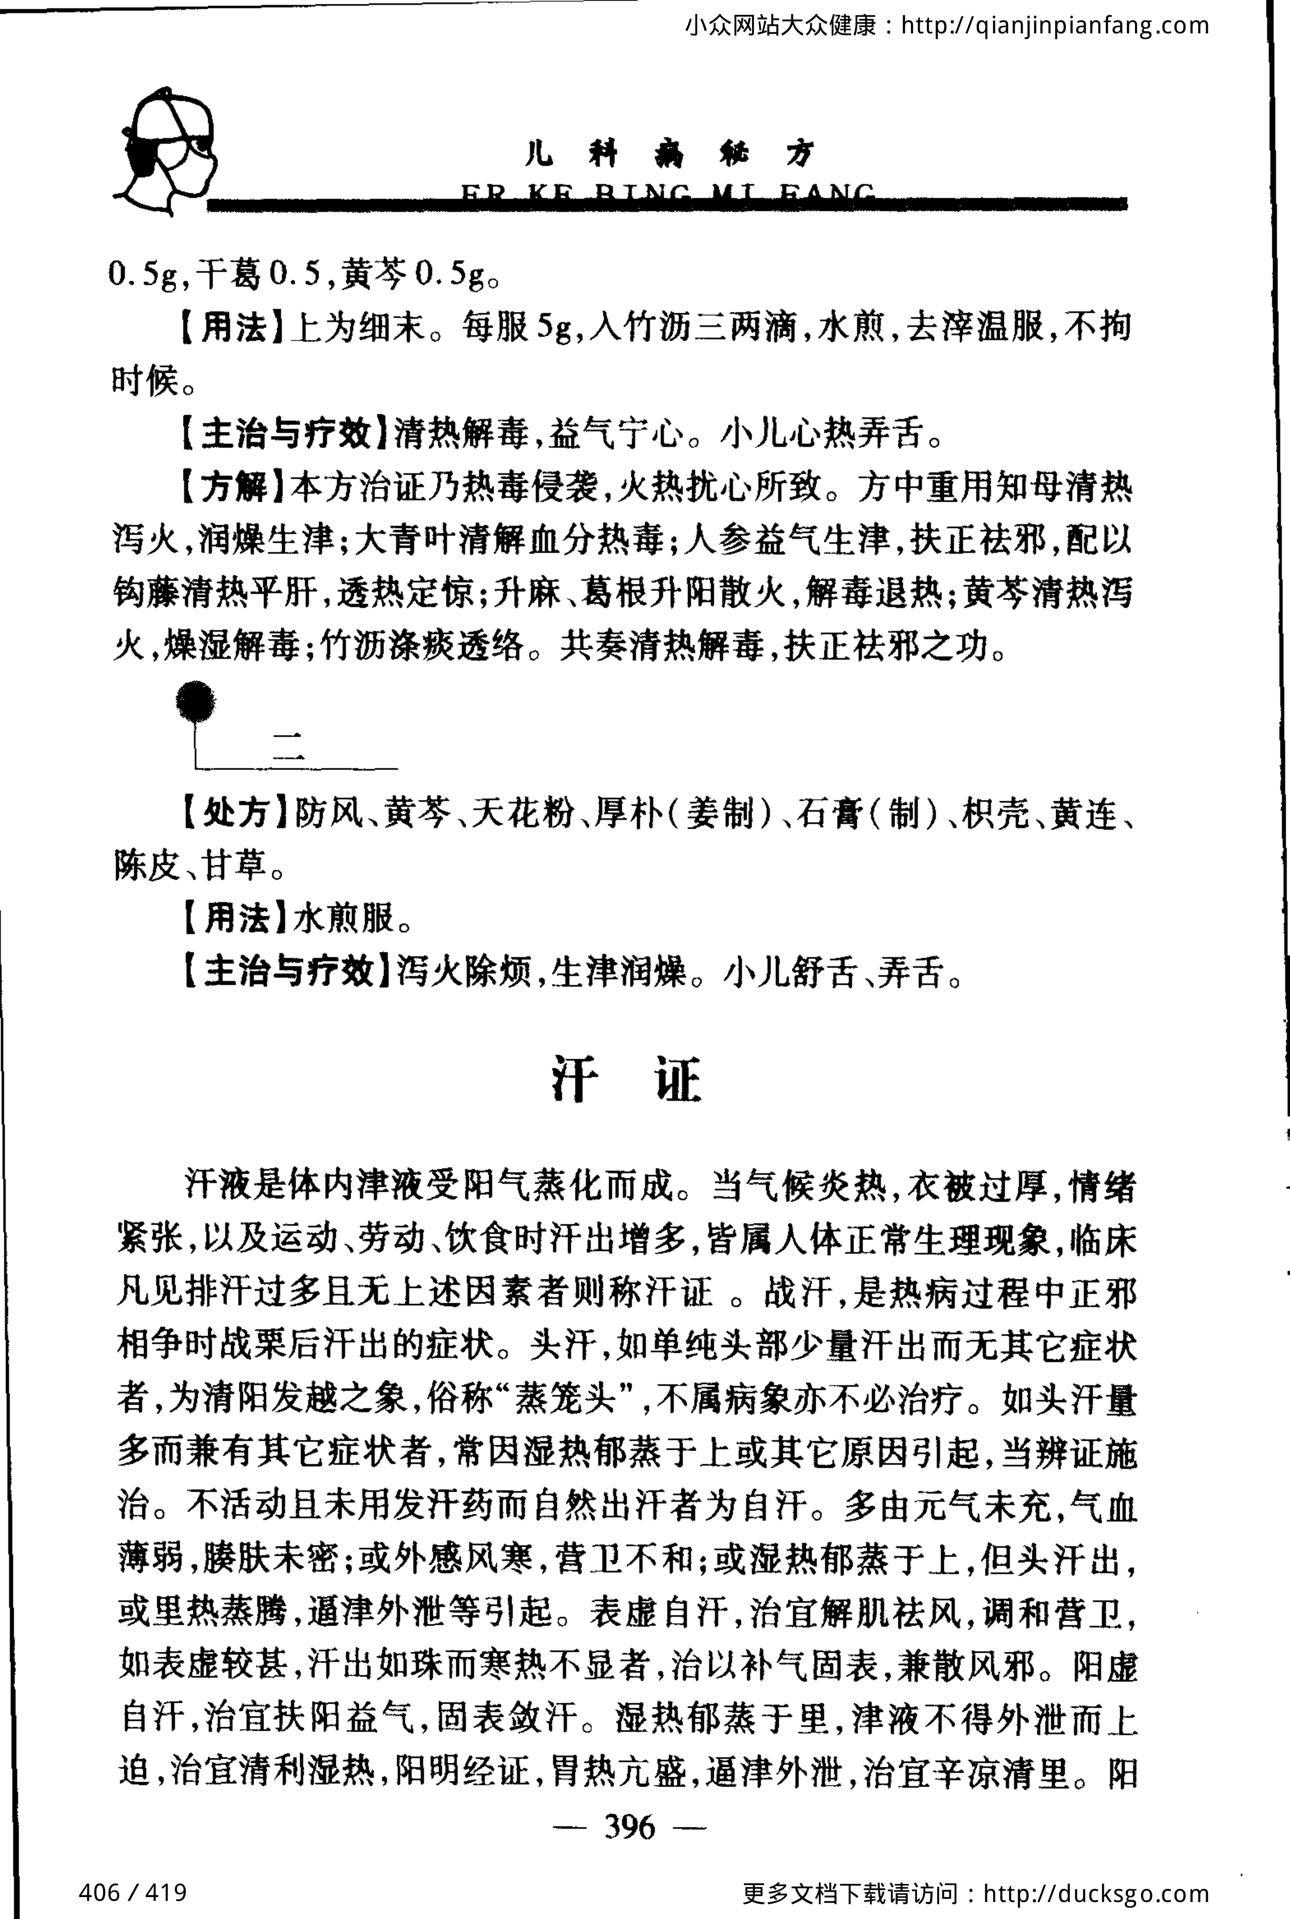 小众网站大众健康：http://qianjinpianfang.com
儿科病秘方
ER KE BING MI FANG
0.5g,干葛0.5,黄芩0.5g。
【用法】上为细末。每服5g,入竹沥三两滴,水煎,去滓温服,不拘
时候。
【主治与疗效】清热解毒,益气宁心。小儿心热弄舌。
【方解】本方治证乃热毒侵袭,火热扰心所致。方中重用知母清热
泻火,润燥生津;大青叶清解血分热毒;人参益气生津,扶正祛邪,配以
钩藤清热平肝,透热定惊;升麻、葛根升阳散火,解毒退热;黄芩清热泻
火,燥湿解毒;竹沥涤痰透络。共奏清热解毒,扶正祛邪之功。
二
【处方】防风、黄芩、天花粉、厚朴(姜制)、石膏(制)、枳壳、黄连、
陈皮、甘草。
【用法】水煎服。
【主治与疗效】泻火除烦,生津润燥。小儿舒舌、弄舌。
汗 证
汗液是体内津液受阳气蒸化而成。当气候炎热,衣被过厚,情绪
紧张,以及运动、劳动、饮食时汗出增多,皆属人体正常生理现象,临床
凡见排汗过多且无上述因素者则称汗证 。战汗,是热病过程中正邪
相争时战栗后汗出的症状。头汗,如单纯头部少量汗出而无其它症状
者,为清阳发越之象,俗称“蒸笼头”,不属病象亦不必治疗。如头汗量
多而兼有其它症状者,常因湿热郁蒸于上或其它原因引起,当辨证施
治。不活动且未用发汗药而自然出汗者为自汗。多由元气未充,气血
薄弱,腠肤未密;或外感风寒,营卫不和;或湿热郁蒸于上,但头汗出,
或里热蒸腾,逼津外泄等引起。表虚自汗,治宜解肌祛风,调和营卫,
如表虚较甚,汗出如珠而寒热不显者,治以补气固表,兼散风邪。阳虚
自汗,治宜扶阳益气,固表敛汗。湿热郁蒸于里,津液不得外泄而上
迫,治宜清利湿热,阳明经证,胃热亢盛,逼津外泄,治宜辛凉清里。阳
— 396 —
406 / 419
更多文档下载请访问：http://ducksgo.com